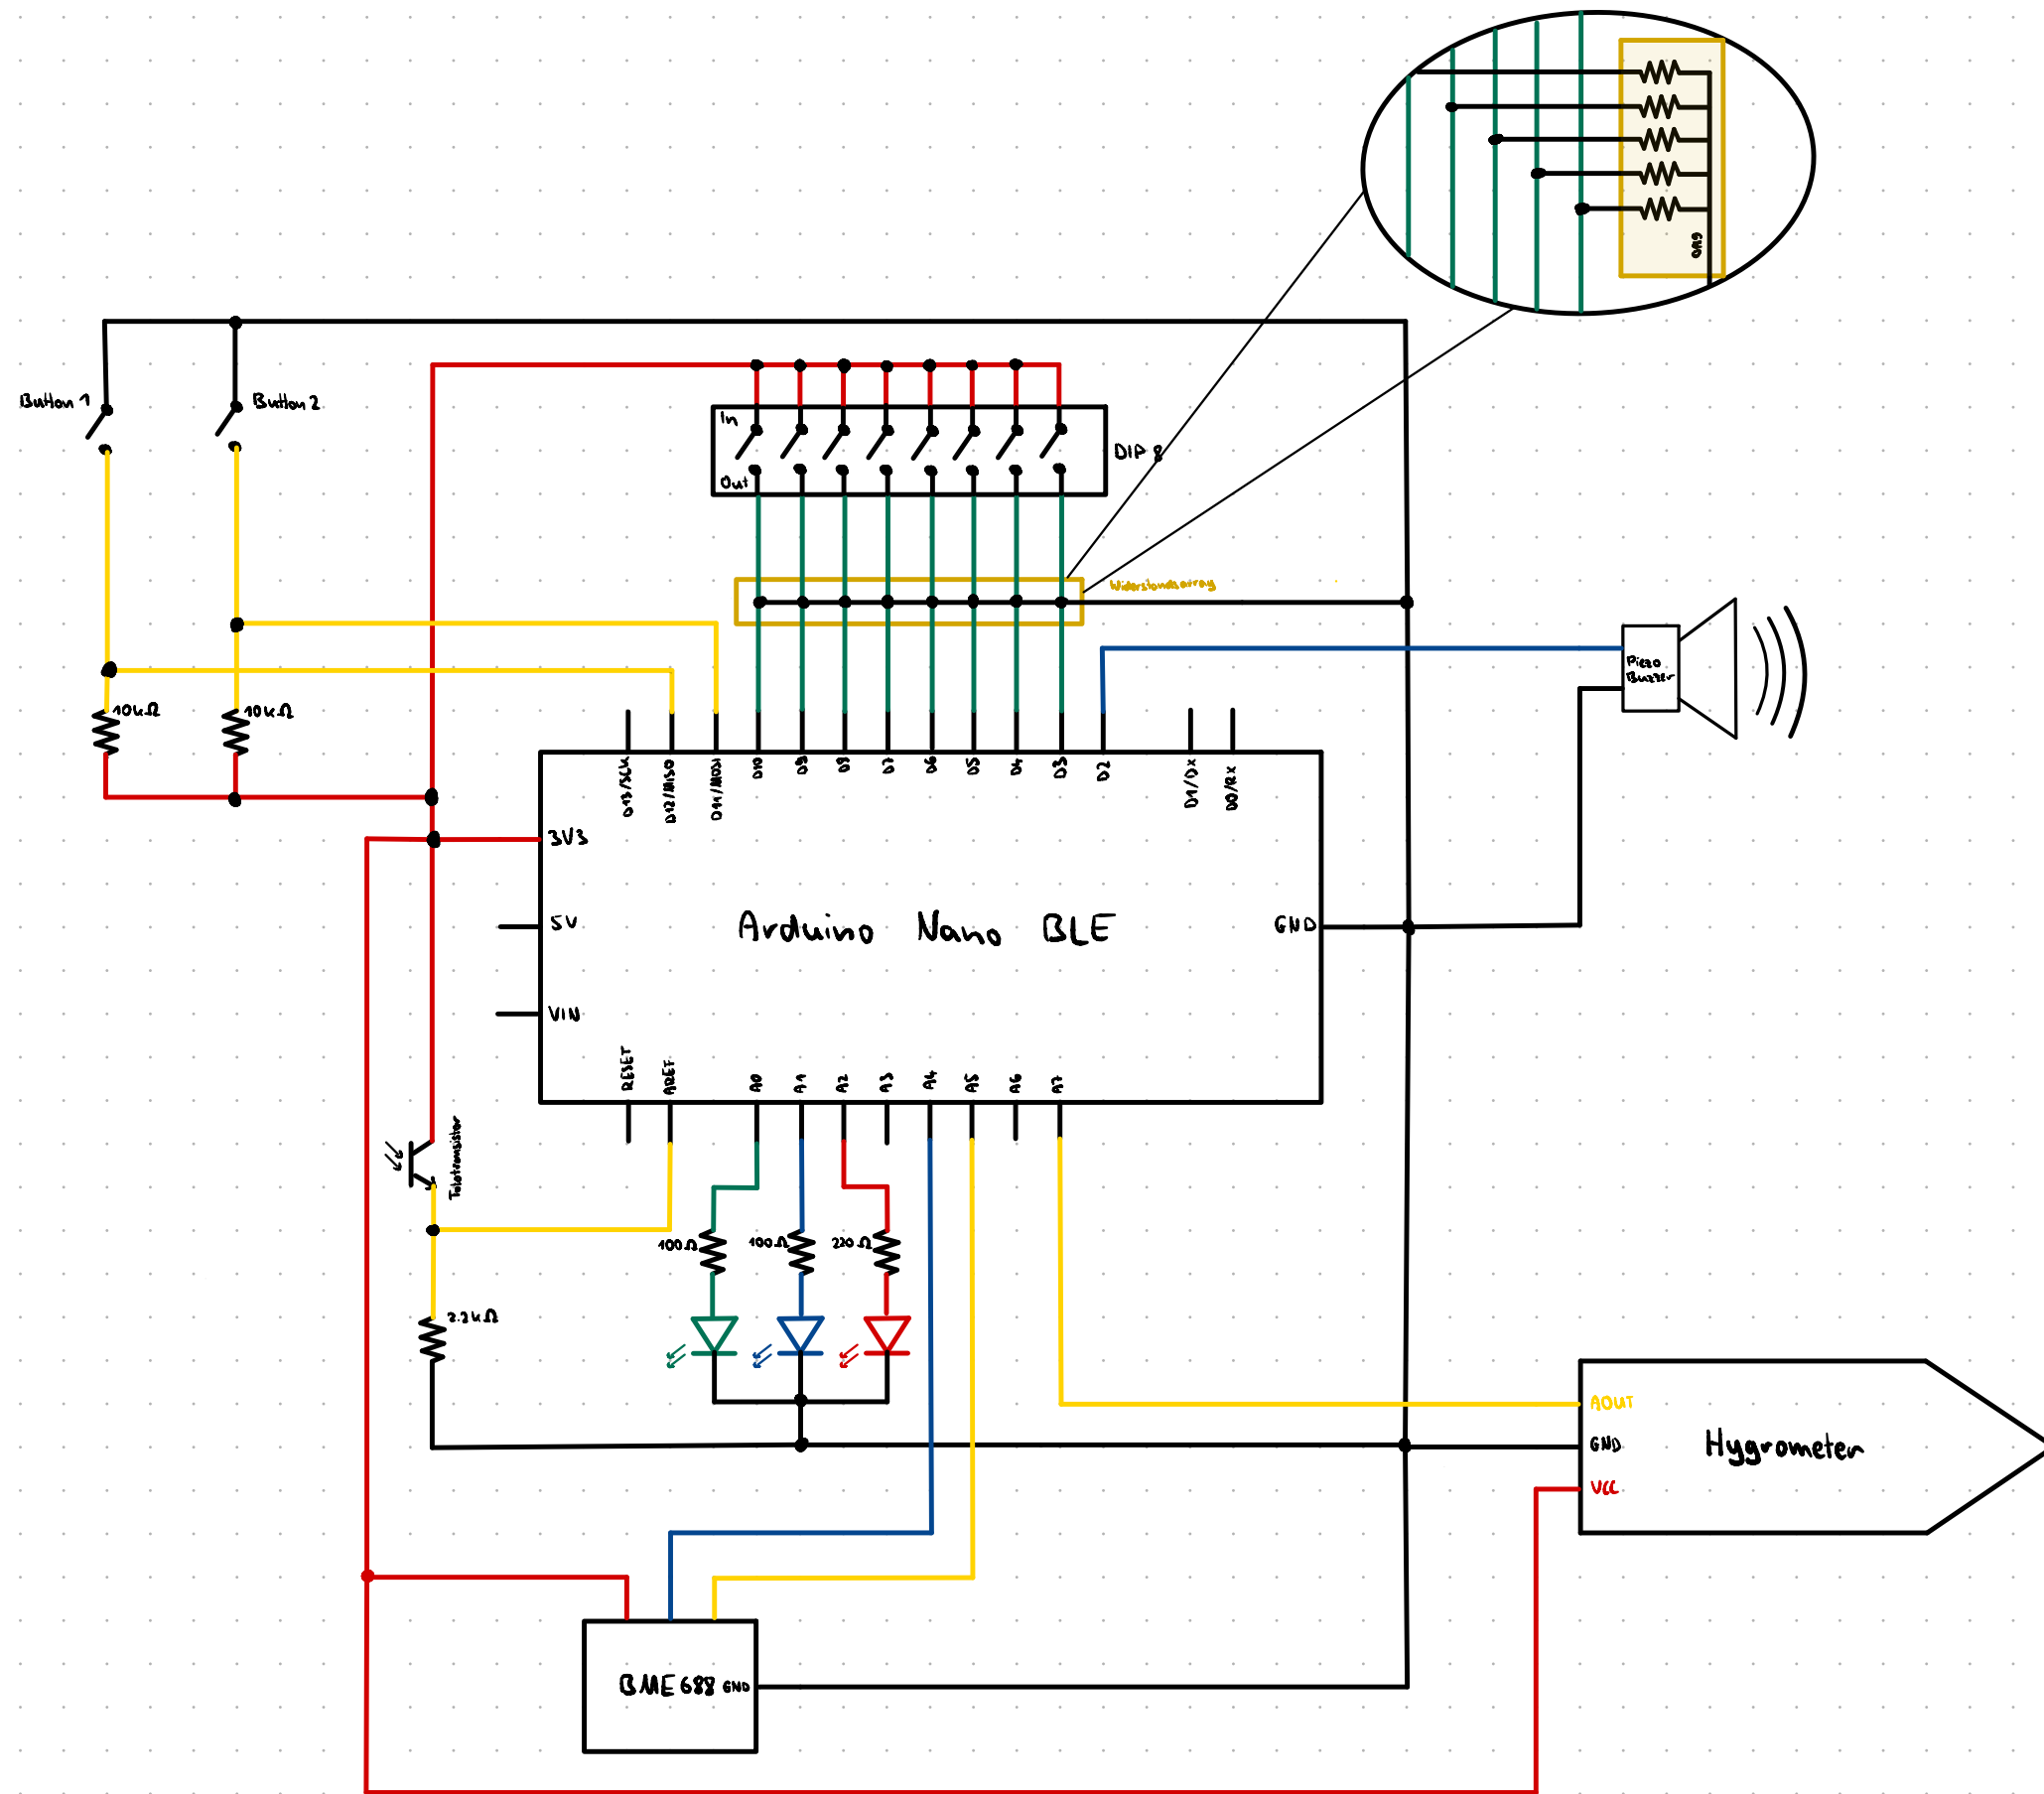 GND
Button 1
Button 2
In
Out
DIP 8
Widerstandsarray
10kΩ
10kΩ
Piezo
Buzzer
D13/SCK
D12/MISO
D11/MOSI
D10
D9
D8
D7
D6
D5
D4
D3
D2
D1/Dx
D0/Rx
3V3
5V
VIN
Arduino Nano BLE
GND
RESET
AREF
A0
A1
A2
A3
A4
A5
A6
A7
100Ω
100Ω
220Ω
2.2kΩ
AOUT
GND
VCC
Hygrometer
BME688 GND